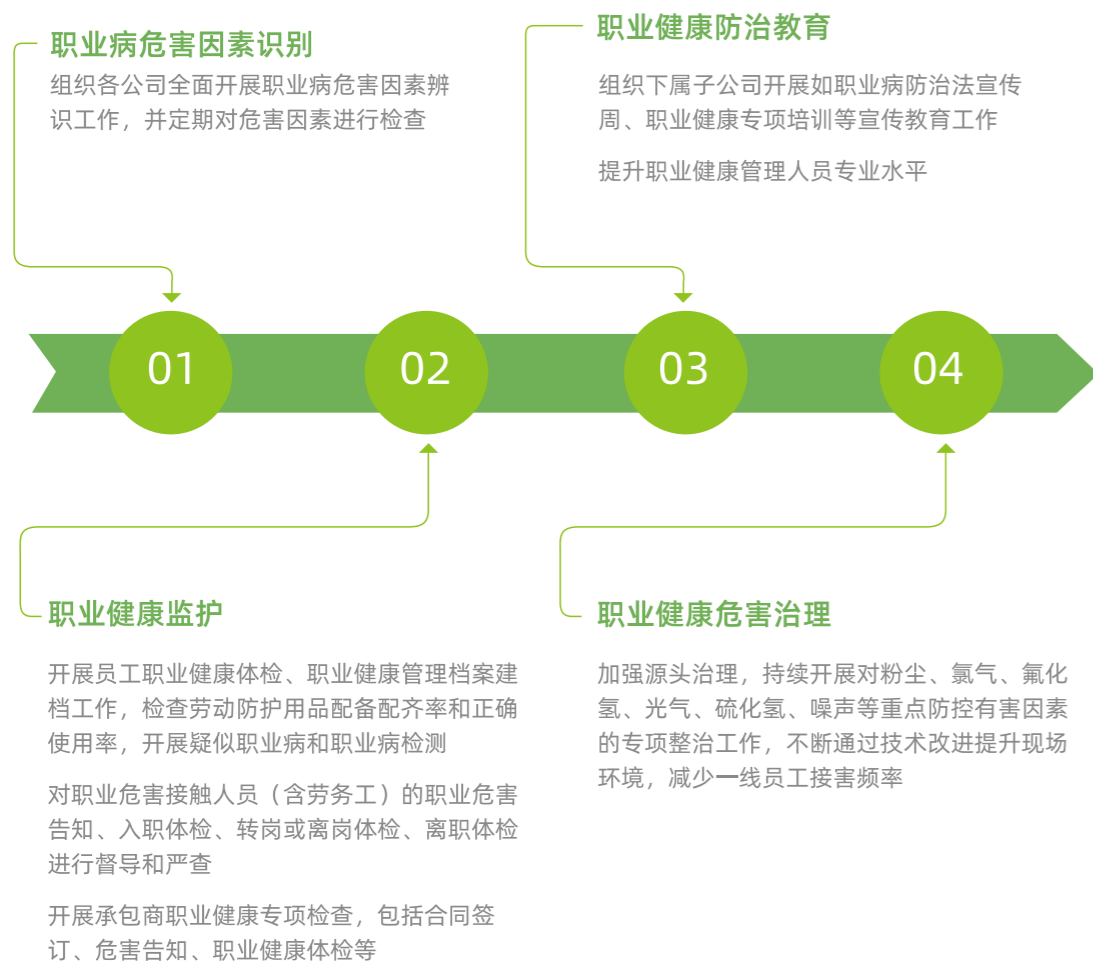 职业病危害因素识别
组织各公司全面开展职业病危害因素辨
识工作，并定期对危害因素进行检查
职业健康防治教育
组织下属子公司开展如职业病防治法宣传
周、职业健康专项培训等宣传教育工作
提升职业健康管理人员专业水平
01
02
03
04
职业健康监护
开展员工职业健康体检、职业健康管理档案建
档工作，检查劳动防护用品配备配齐率和正确
使用率，开展疑似职业病和职业病检测
对职业危害接触人员（含劳务工）的职业危害
告知、入职体检、转岗或离岗体检、离职体检
进行督导和严查
开展承包商职业健康专项检查，包括合同签
订、危害告知、职业健康体检等
职业健康危害治理
加强源头治理，持续开展对粉尘、氯气、氟化
氢、光气、硫化氢、噪声等重点防控有害因素
的专项整治工作，不断通过技术改进提升现场
环境，减少一线员工接害频率